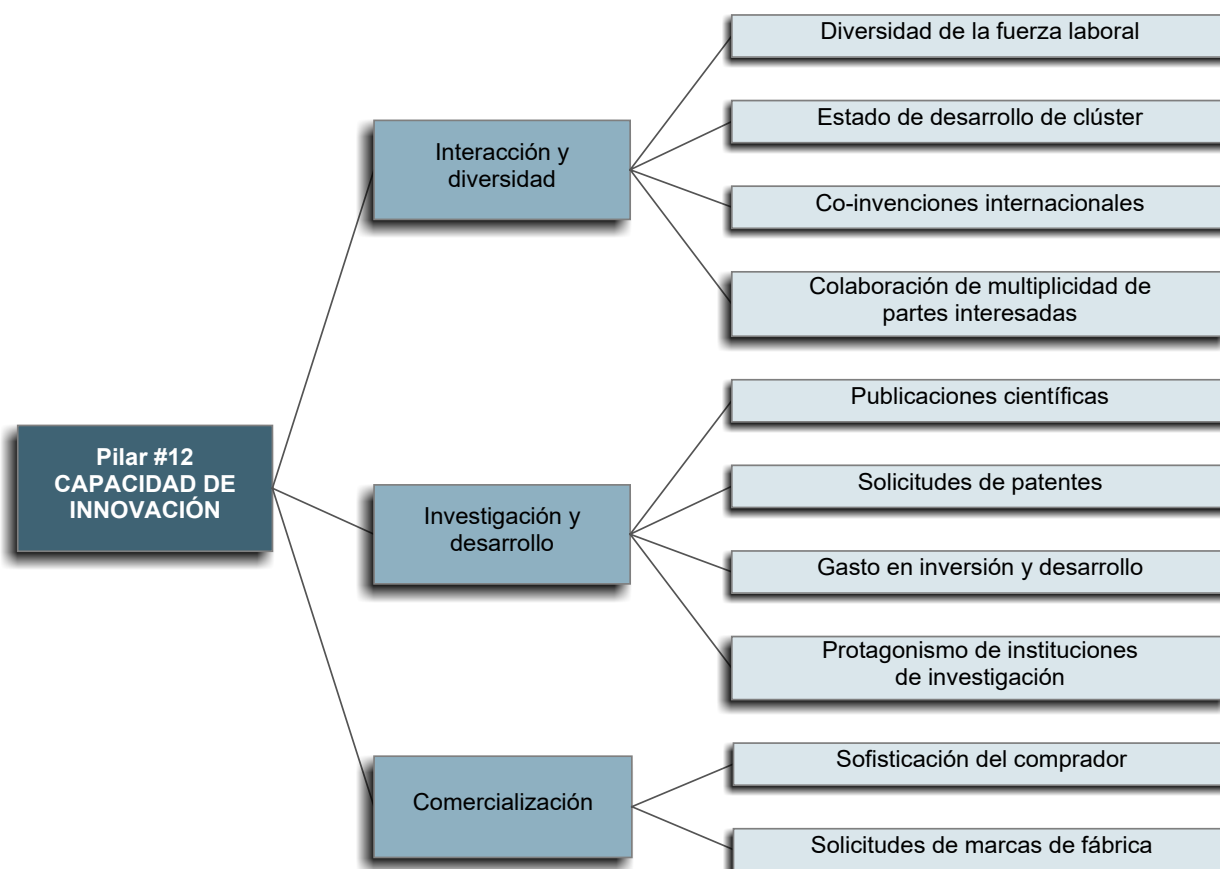 Pilar #12
CAPACIDAD DE
INNOVACIÓN
Interacción y
diversidad
Diversidad de la fuerza laboral
Estado de desarrollo de clúster
Co-invenciones internacionales
Colaboración de multiplicidad de
partes interesadas
Investigación y
desarrollo
Publicaciones científicas
Solicitudes de patentes
Gasto en inversión y desarrollo
Protagonismo de instituciones
de investigación
Comercialización
Sofisticación del comprador
Solicitudes de marcas de fábrica